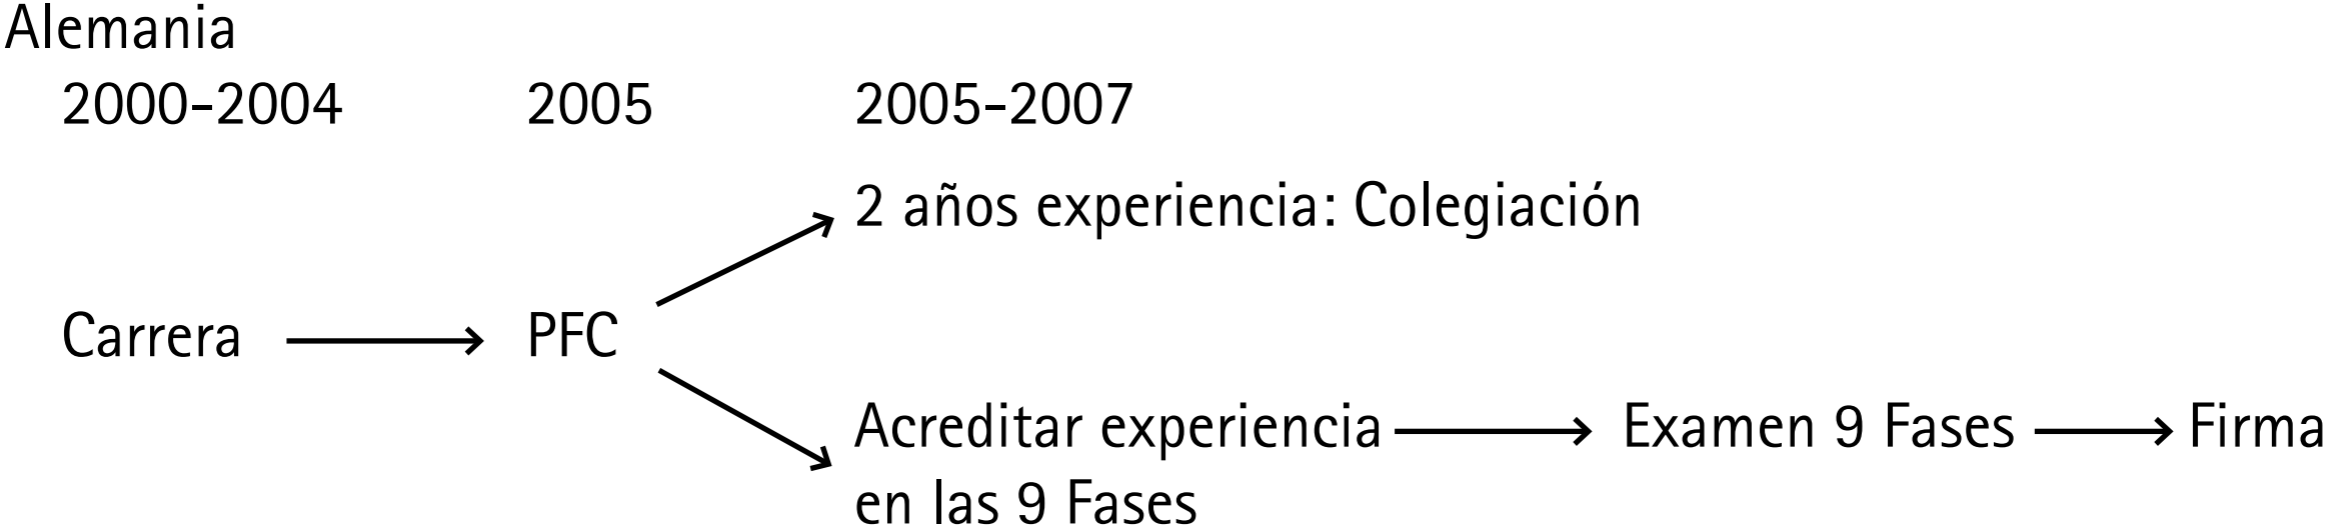 Alemania
2000-2004 2005 2005-2007
2 años experiencia: Colegiación
Carrera PFC
Acreditar experiencia Examen 9 Fases Firma
en las 9 Fases